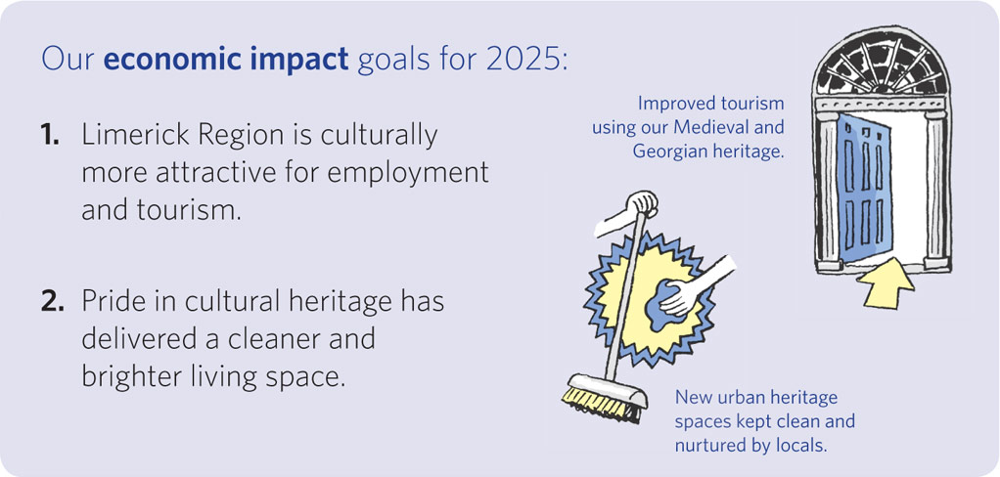 Our economic impact goals for 2025:
1. Limerick Region is culturally
more attractive for employment
and tourism.
2. Pride in cultural heritage has
delivered a cleaner and
brighter living space.
Improved tourism
using our Medieval and
Georgian heritage.
New urban heritage
spaces kept clean and
nurtured by locals.